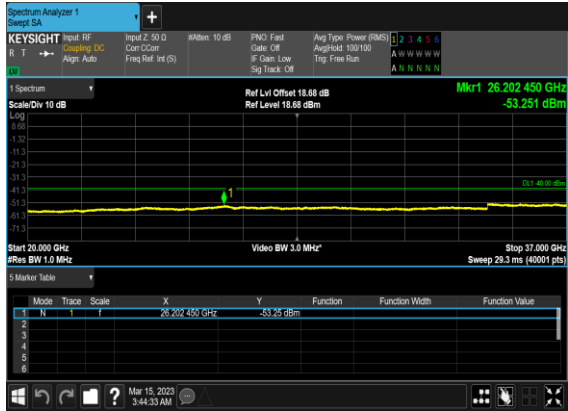 Spectrum Analyzer 1
Swept SA
+
KEYSIGHT
R T
LV
Input: RF
Coupling: DC
Align: Auto
Input Z: 50 Ω
Corr CCorr
Freq Ref: Int (S)
#Atten: 10 dB
PNO: Fast
Gate: Off
IF Gain: Low
Sig Track: Off
Avg Type: Power (RMS)
Avg|Hold: 100/100
Trig: Free Run
1 2 3 4 5 6
A W W W W W
A N N N N N
1 Spectrum
Scale/Div 10 dB
Ref Lvl Offset 18.68 dB
Ref Level 18.68 dBm
Mkr1 26.202 450 GHz
-53.251 dBm
Log
8.68
-1.32
-11.3
-21.3
-31.3
-41.3
-51.3
-61.3
-71.3
1
DL1 -40.00 dBm
Start 20.000 GHz
#Res BW 1.0 MHz
Video BW 3.0 MHz*
Stop 37.000 GHz
Sweep 29.3 ms (40001 pts)
5 Marker Table
Mode Trace Scale X Y Function Function Width Function Value
1 N 1 f 26.202 450 GHz -53.25 dBm
2
3
4
5
6
?
Mar 15, 2023
3:44:33 AM